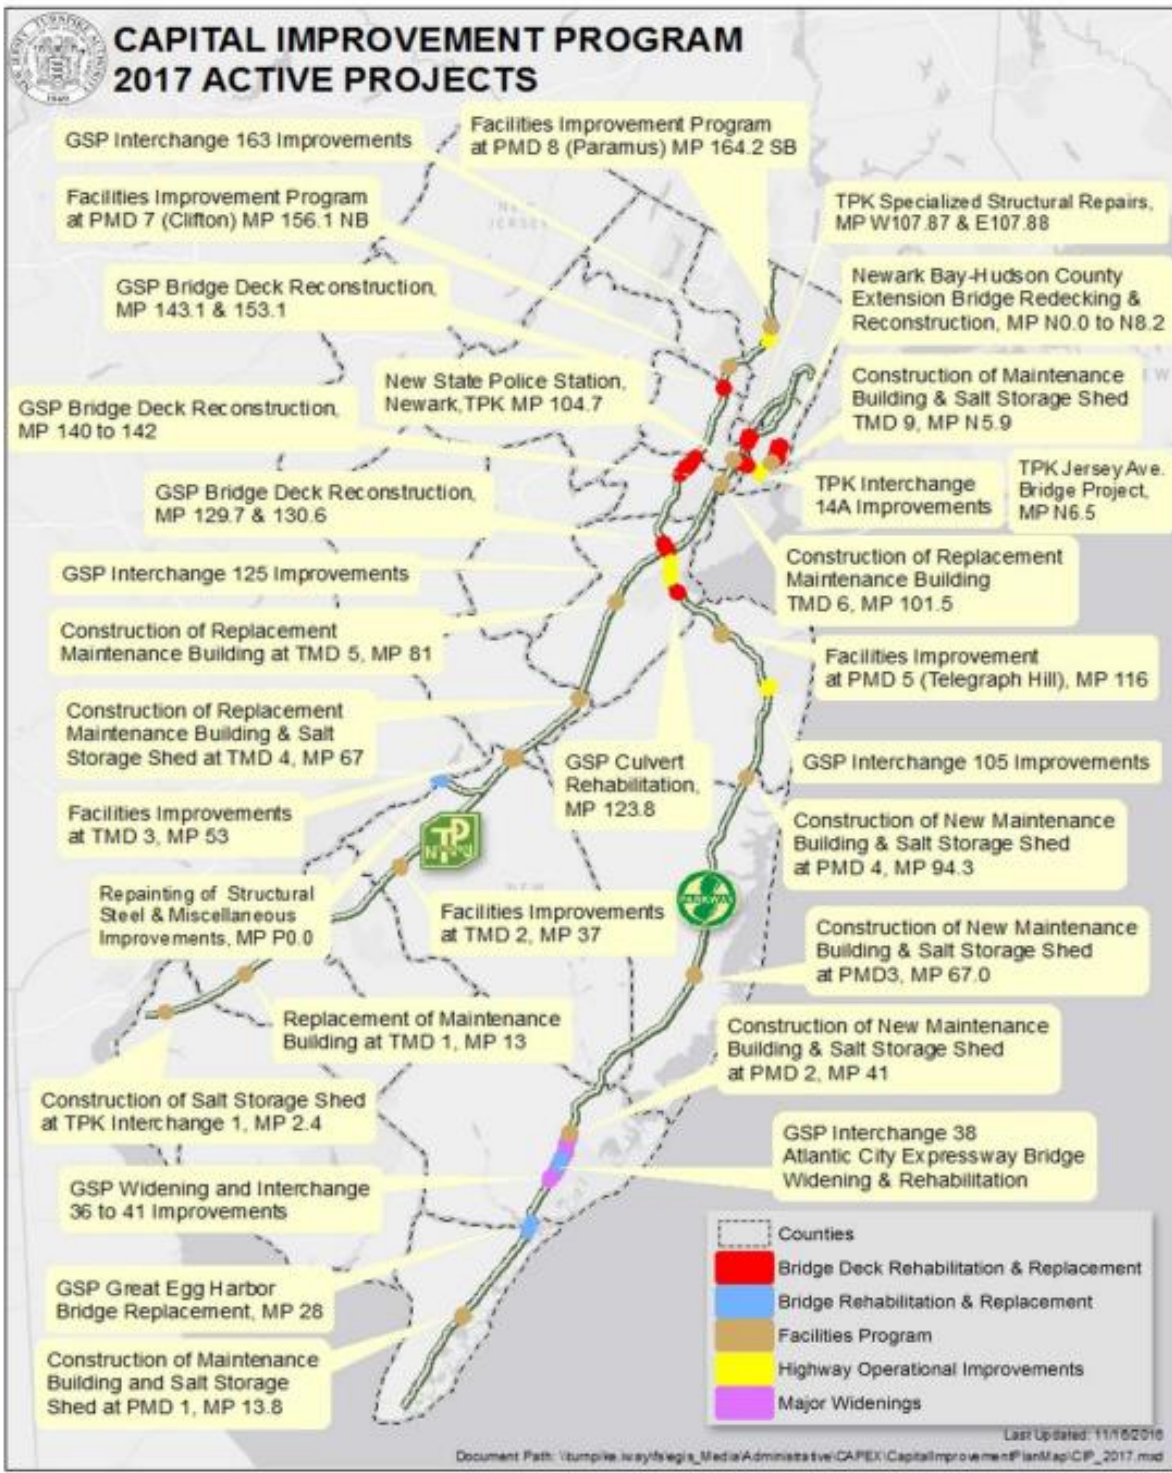 CAPITAL IMPROVEMENT PROGRAM
2017 ACTIVE PROJECTS
GSP Interchange 163 Improvements
Facilities Improvement Program
at PMD 8 (Paramus) MP 164.2 SB
Facilities Improvement Program
at PMD 7 (Clifton) MP 156.1 NB
TPK Specialized Structural Repairs,
MP W107.87 & E107.88
GSP Bridge Deck Reconstruction,
MP 143.1 & 153.1
Newark Bay-Hudson County
Extension Bridge Redecking &
Reconstruction, MP N0.0 to N8.2
New State Police Station,
Newark,TPK MP 104.7
Construction of Maintenance
Building & Salt Storage Shed
TMD 9, MP N5.9
GSP Bridge Deck Reconstruction,
MP 140 to 142
TPK Interchange
14A Improvements
TPK Jersey Ave.
Bridge Project,
MP N6.5
GSP Bridge Deck Reconstruction,
MP 129.7 & 130.6
GSP Interchange 125 Improvements
Construction of Replacement
Maintenance Building
TMD 6, MP 101.5
Construction of Replacement
Maintenance Building at TMD 5, MP 81
Facilities Improvement
at PMD 5 (Telegraph Hill), MP 116
Construction of Replacement
Maintenance Building & Salt
Storage Shed at TMD 4, MP 67
GSP Culvert
Rehabilitation,
MP 123.8
GSP Interchange 105 Improvements
Facilities Improvements
at TMD 3, MP 53
Construction of New Maintenance
Building & Salt Storage Shed
at PMD 4, MP 94.3
TP
PARKWAY
Repainting of Structural
Steel & Miscellaneous
Improvements, MP P0.0
Facilities Improvements
at TMD 2, MP 37
Construction of New Maintenance
Building & Salt Storage Shed
at PMD3, MP 67.0
Replacement of Maintenance
Building at TMD 1, MP 13
Construction of New Maintenance
Building & Salt Storage Shed
at PMD 2, MP 41
Construction of Salt Storage Shed
at TPK Interchange 1, MP 2.4
GSP Interchange 38
Atlantic City Expressway Bridge
Widening & Rehabilitation
GSP Widening and Interchange
36 to 41 Improvements
GSP Great Egg Harbor
Bridge Replacement, MP 28
Construction of Maintenance
Building and Salt Storage
Shed at PMD 1, MP 13.8
Counties
Bridge Deck Rehabilitation & Replacement
Bridge Rehabilitation & Replacement
Facilities Program
Highway Operational Improvements
Major Widenings
Last Updated: 11/16/2016
Document Path: